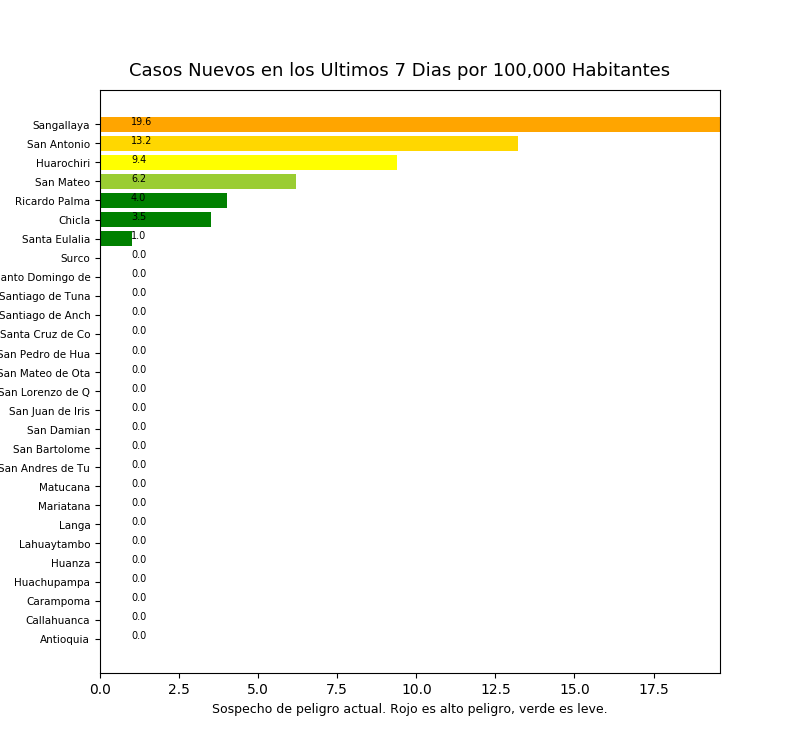 Casos Nuevos en los Ultimos 7 Dias por 100,000 Habitantes
Sangallaya 19.6
San Antonio 13.2
Huarochiri 9.4
San Mateo 6.2
Ricardo Palma 4.0
Chicla 3.5
Santa Eulalia 1.0
Surco 0.0
anto Domingo de 0.0
Santiago de Tuna 0.0
Santiago de Anch 0.0
Santa Cruz de Co 0.0
San Pedro de Hua 0.0
San Mateo de Ota 0.0
San Lorenzo de Q 0.0
San Juan de Iris 0.0
San Damian 0.0
San Bartolome 0.0
San Andres de Tu 0.0
Matucana 0.0
Mariatana 0.0
Langa 0.0
Lahuaytambo 0.0
Huanza 0.0
Huachupampa 0.0
Carampoma 0.0
Callahuanca 0.0
Antioquia 0.0
0.0 2.5 5.0 7.5 10.0 12.5 15.0 17.5
Sospecho de peligro actual. Rojo es alto peligro, verde es leve.